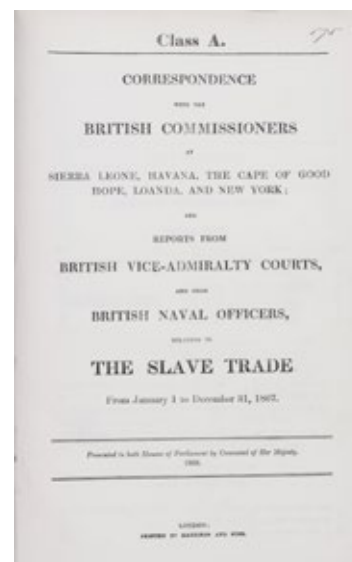 Class A.
CORRESPONDENCE
WITH THE
BRITISH COMMISSIONERS
AT
SIERRA LEONE, HAVANA, THE CAPE OF GOOD
HOPE, LOANDA, AND NEW YORK;
AND
REPORTS FROM
BRITISH VICE-ADMIRALTY COURTS,
AND FROM
BRITISH NAVAL OFFICERS,
RELATING TO
THE SLAVE TRADE
From January 1 to December 31, 1867.
Presented to both Houses of Parliament by Command of Her Majesty.
LONDON:
PRINTED BY HARRISON AND SONS.